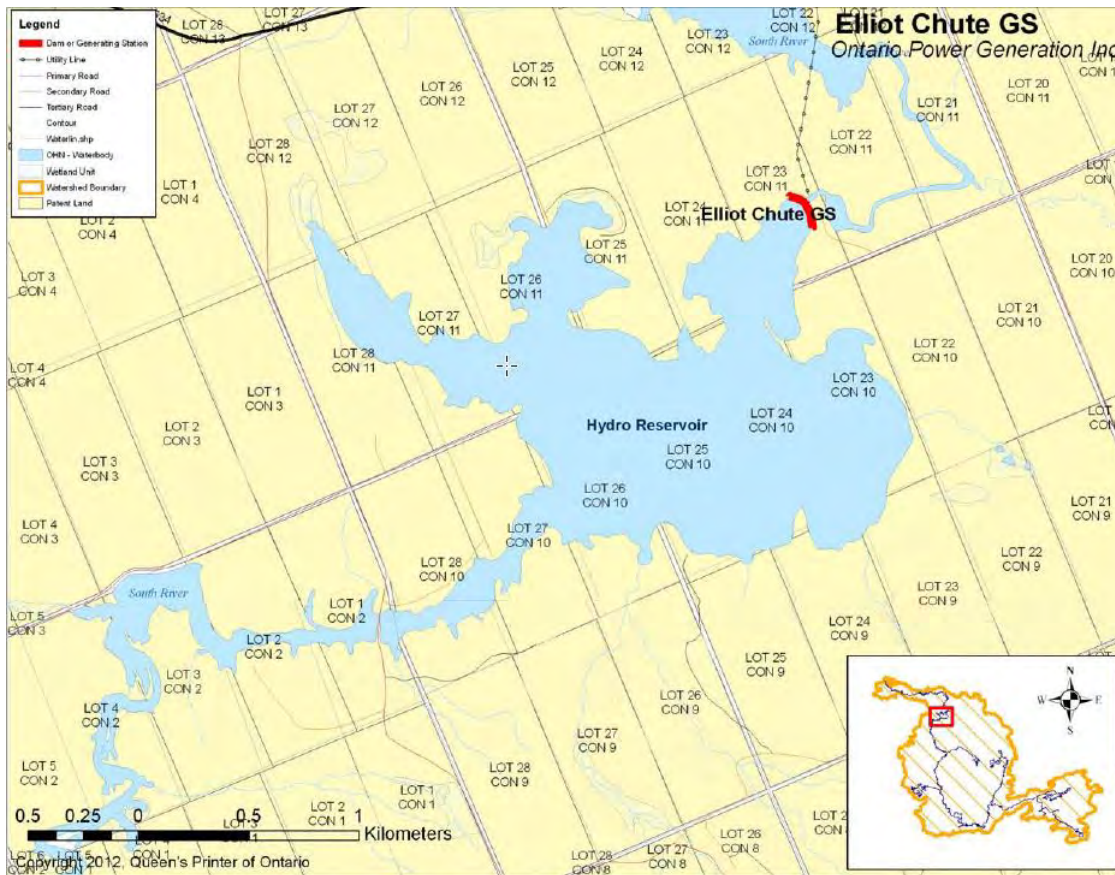 Elliot Chute GS
Ontario Power Generation Inc
Legend
Dam or Generating Station
Utility Line
Primary Road
Secondary Road
Tertiary Road
Contour
Waterlin.shp
OHN - Waterbody
Wetland Unit
Watershed Boundary
Patent Land
534
LOT 28
CON 13
LOT 27
CON 13
LOT 22
CON 12
South River
LOT 23
CON 12
LOT 24
CON 12
LOT 25
CON 12
LOT 26
CON 12
LOT 27
CON 12
LOT 28
CON 12
LOT 20
CON 11
LOT 21
CON 11
LOT 22
CON 11
LOT 23
CON 11
LOT 24
CON 11
Elliot Chute GS
LOT 1
CON 4
LOT 2
CON 4
LOT 3
CON 4
LOT 4
CON 4
LOT 25
CON 11
LOT 26
CON 11
LOT 27
CON 11
LOT 28
CON 11
LOT 20
CON 10
LOT 21
CON 10
LOT 22
CON 10
LOT 23
CON 10
LOT 24
CON 10
Hydro Reservoir
LOT 25
CON 10
LOT 26
CON 10
LOT 27
CON 10
LOT 28
CON 10
LOT 1
CON 3
LOT 2
CON 3
LOT 3
CON 3
LOT 4
CON 3
LOT 5
CON 3
South River
LOT 1
CON 2
LOT 2
CON 2
LOT 3
CON 2
LOT 4
CON 2
LOT 5
CON 2
LOT 21
CON 9
LOT 22
CON 9
LOT 23
CON 9
LOT 24
CON 9
LOT 25
CON 9
LOT 26
CON 9
LOT 27
CON 9
LOT 28
CON 9
LOT 1
CON 1
LOT 2
CON 1
LOT 26
CON 8
LOT 27
CON 8
LOT 28
CON 8
N
W E
S
0.5 0.25 0 0.5 1
Kilometers
Copyright 2012, Queen's Printer of Ontario